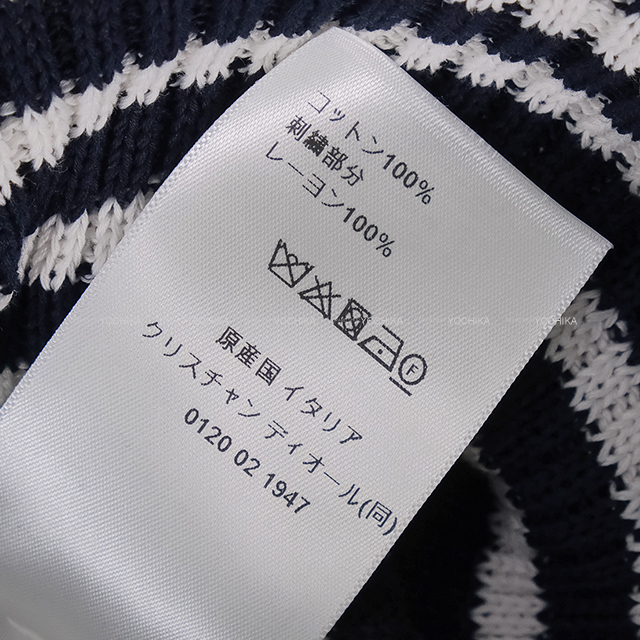 コットン100%
刺繍部分
レーヨン100%
F
原産国 イタリア
クリスチャン ディオール(同)
0120 02 1947